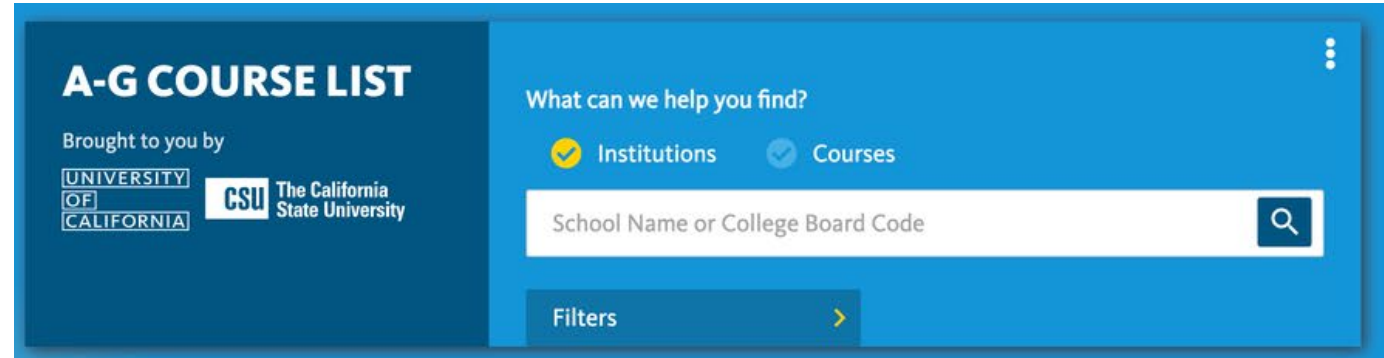 A-G COURSE LIST
Brought to you by
UNIVERSITY
OF
CALIFORNIA
CSU The California
State University
What can we help you find?
Institutions Courses
School Name or College Board Code
Filters